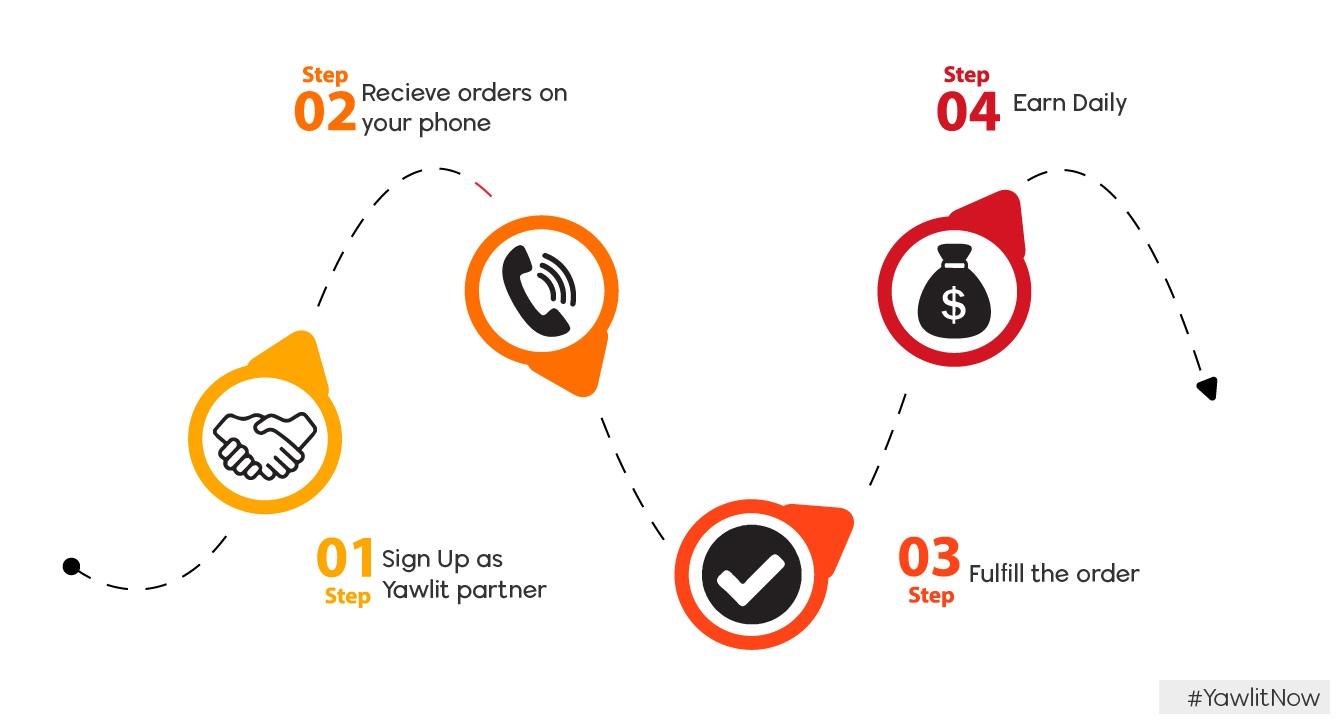 01
Step
Sign Up as
Yawlit partner
Step
02
Recieve orders on
your phone
$
03
Step
Fulfill the order
Step
04
Earn Daily
#YawlitNow